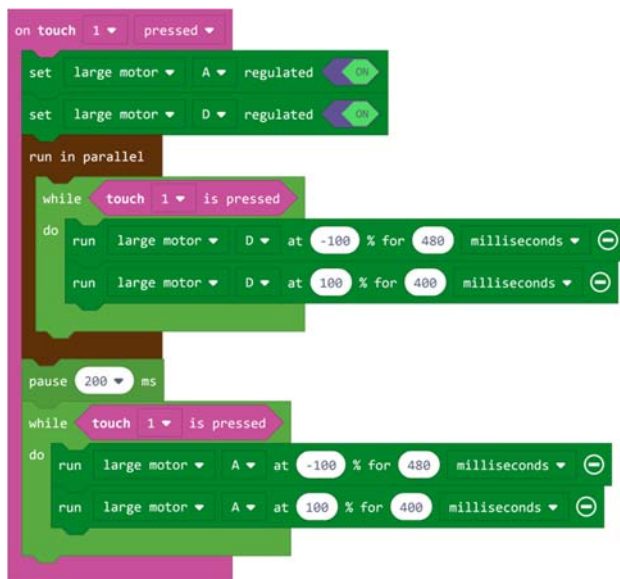 on touch 1 pressed
set large motor A regulated ON
set large motor D regulated ON
run in parallel
while touch 1 is pressed
do
run large motor D at -100 % for 480 milliseconds
run large motor D at 100 % for 400 milliseconds
pause 200 ms
while touch 1 is pressed
do
run large motor A at -100 % for 480 milliseconds
run large motor A at 100 % for 400 milliseconds